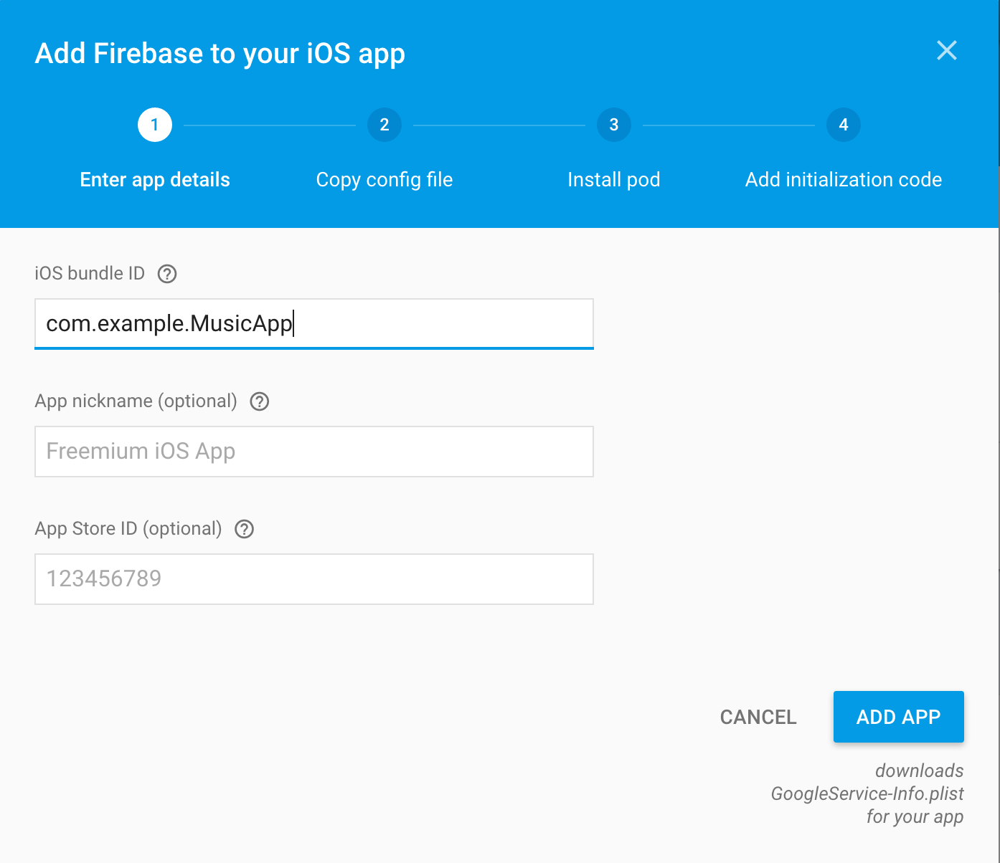 Add Firebase to your iOS app
1
2
3
4
Enter app details
Copy config file
Install pod
Add initialization code
iOS bundle ID ?
com.example.MusicApp
App nickname (optional) ?
Freemium iOS App
App Store ID (optional) ?
123456789
CANCEL
ADD APP
downloads
GoogleService-Info.plist
for your app